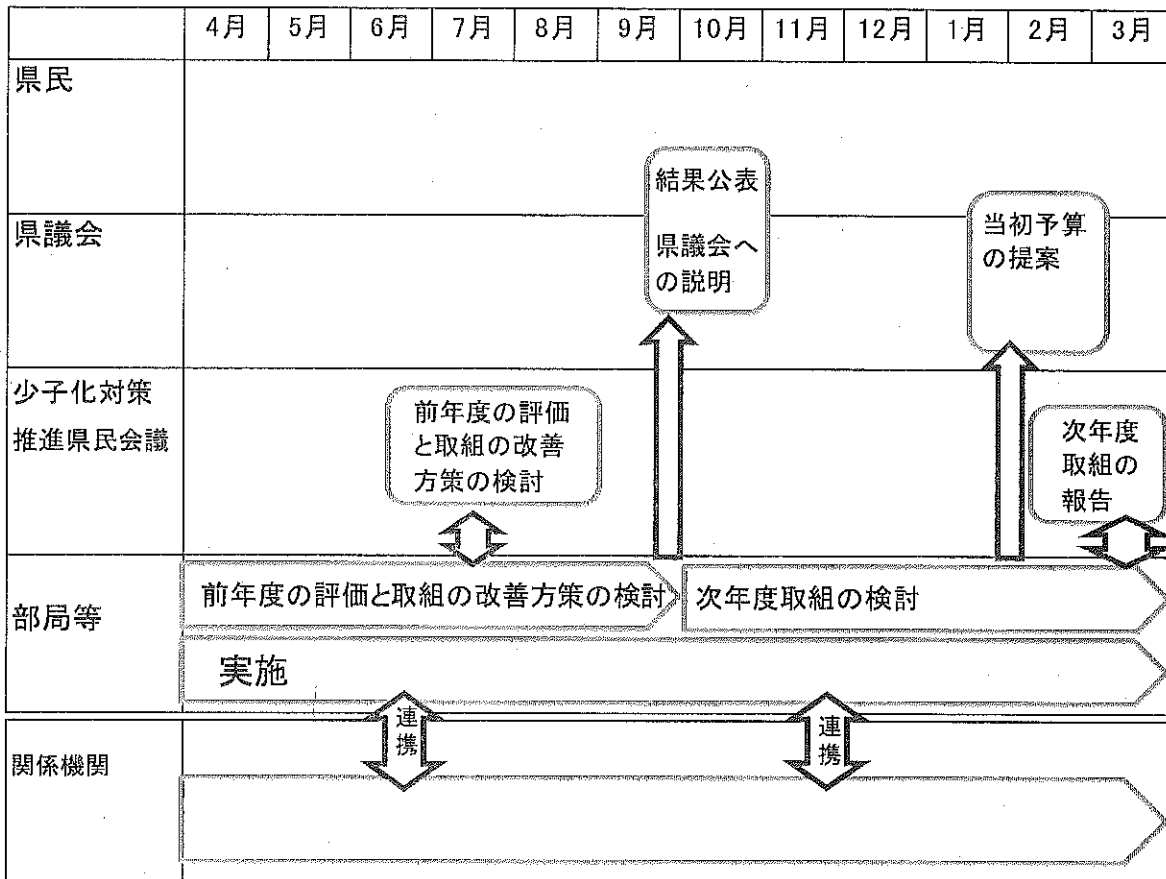 4月 5月 6月 7月 8月 9月 10月 11月 12月 1月 2月 3月
県民
結果公表
県議会へ
の説明
県議会
当初予算
の提案
少子化対策
推進県民会議
前年度の評価
と取組の改善
方策の検討
次年度
取組の
報告
部局等
前年度の評価と取組の改善方策の検討
次年度取組の検討
実施
連携
連携
関係機関